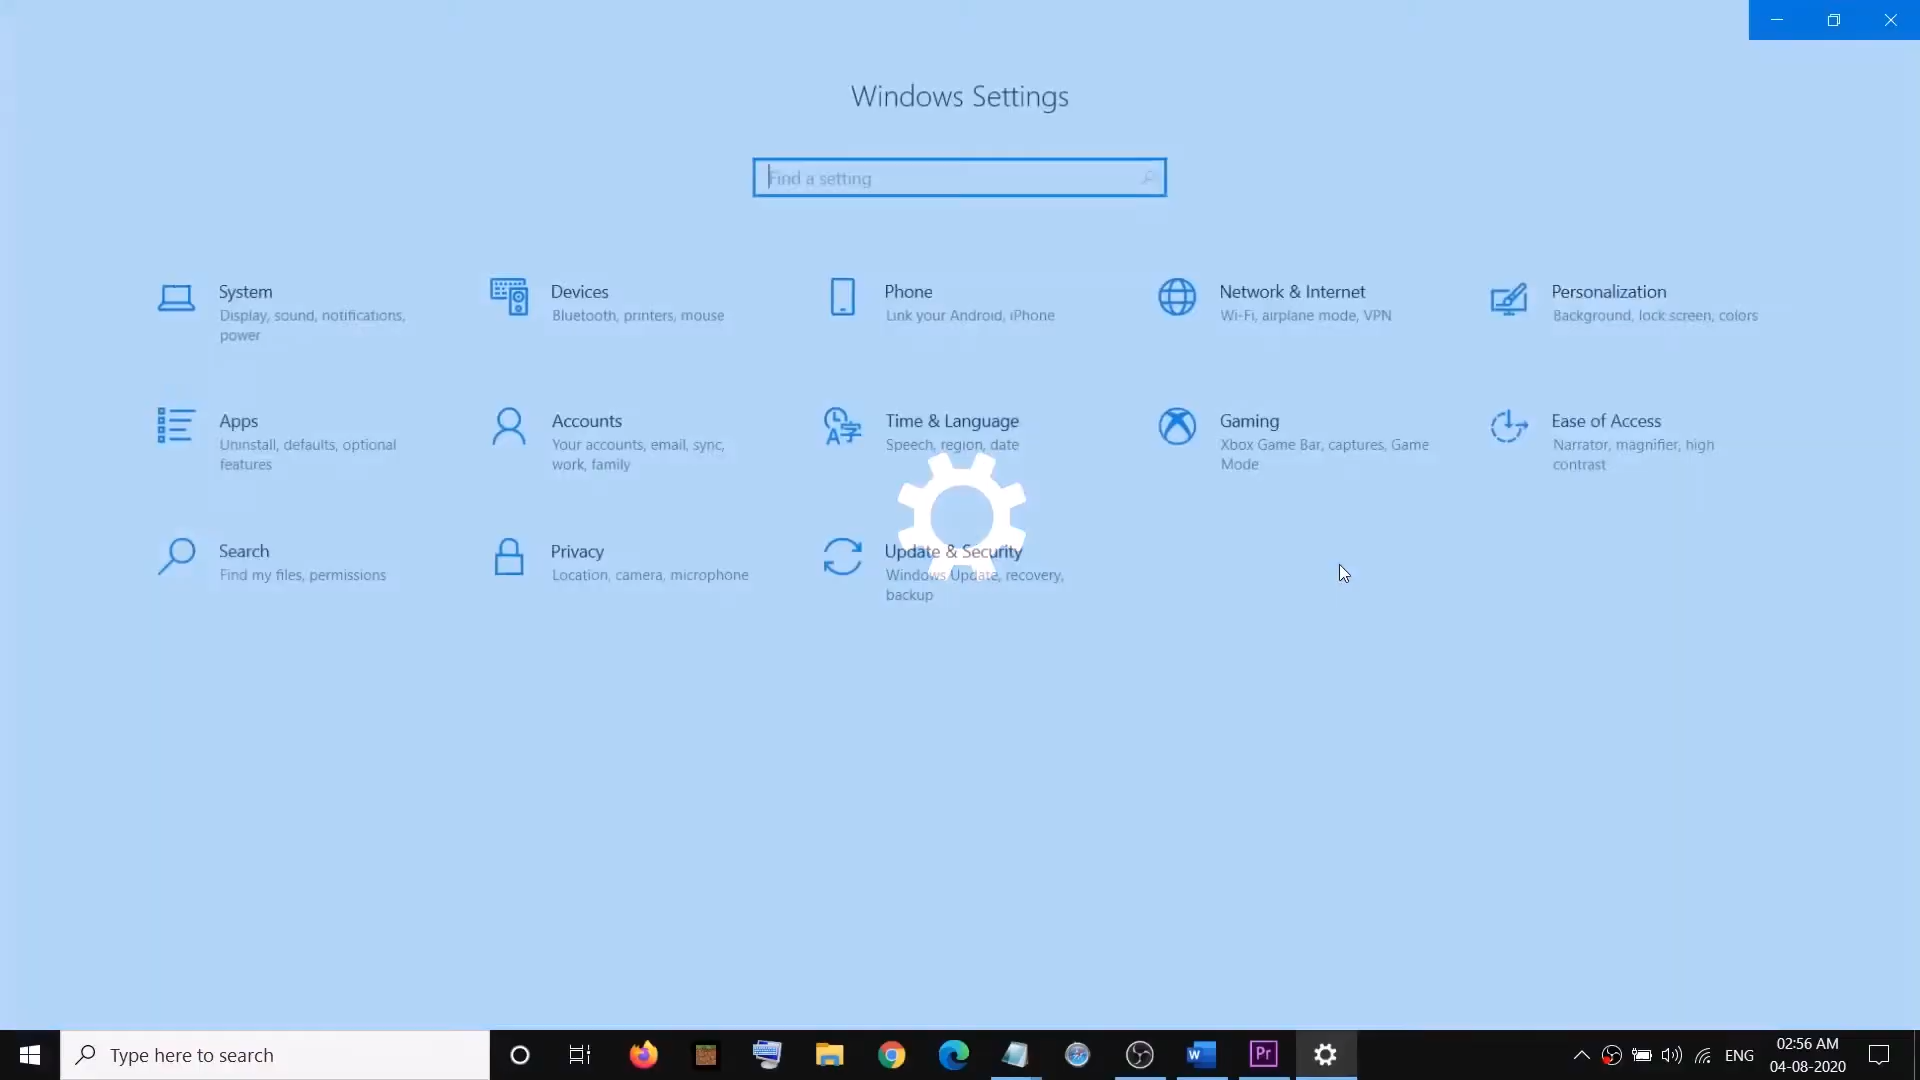 Windows Settings
Find a setting
System
Display, sound, notifications,
power
Devices
Bluetooth, printers, mouse
Phone
Link your Android, iPhone
Network & Internet
Wi-Fi, airplane mode, VPN
Personalization
Background, lock screen, colors
Apps
Uninstall, defaults, optional
features
Accounts
Your accounts, email, sync,
work, family
Time & Language
Speech, region, date
Gaming
Xbox Game Bar, captures, Game
Mode
Ease of Access
Narrator, magnifier, high
contrast
Search
Find my files, permissions
Privacy
Location, camera, microphone
Update & Security
Windows Update, recovery,
backup
Type here to search
W
Pr
ENG
02:56 AM
04-08-2020